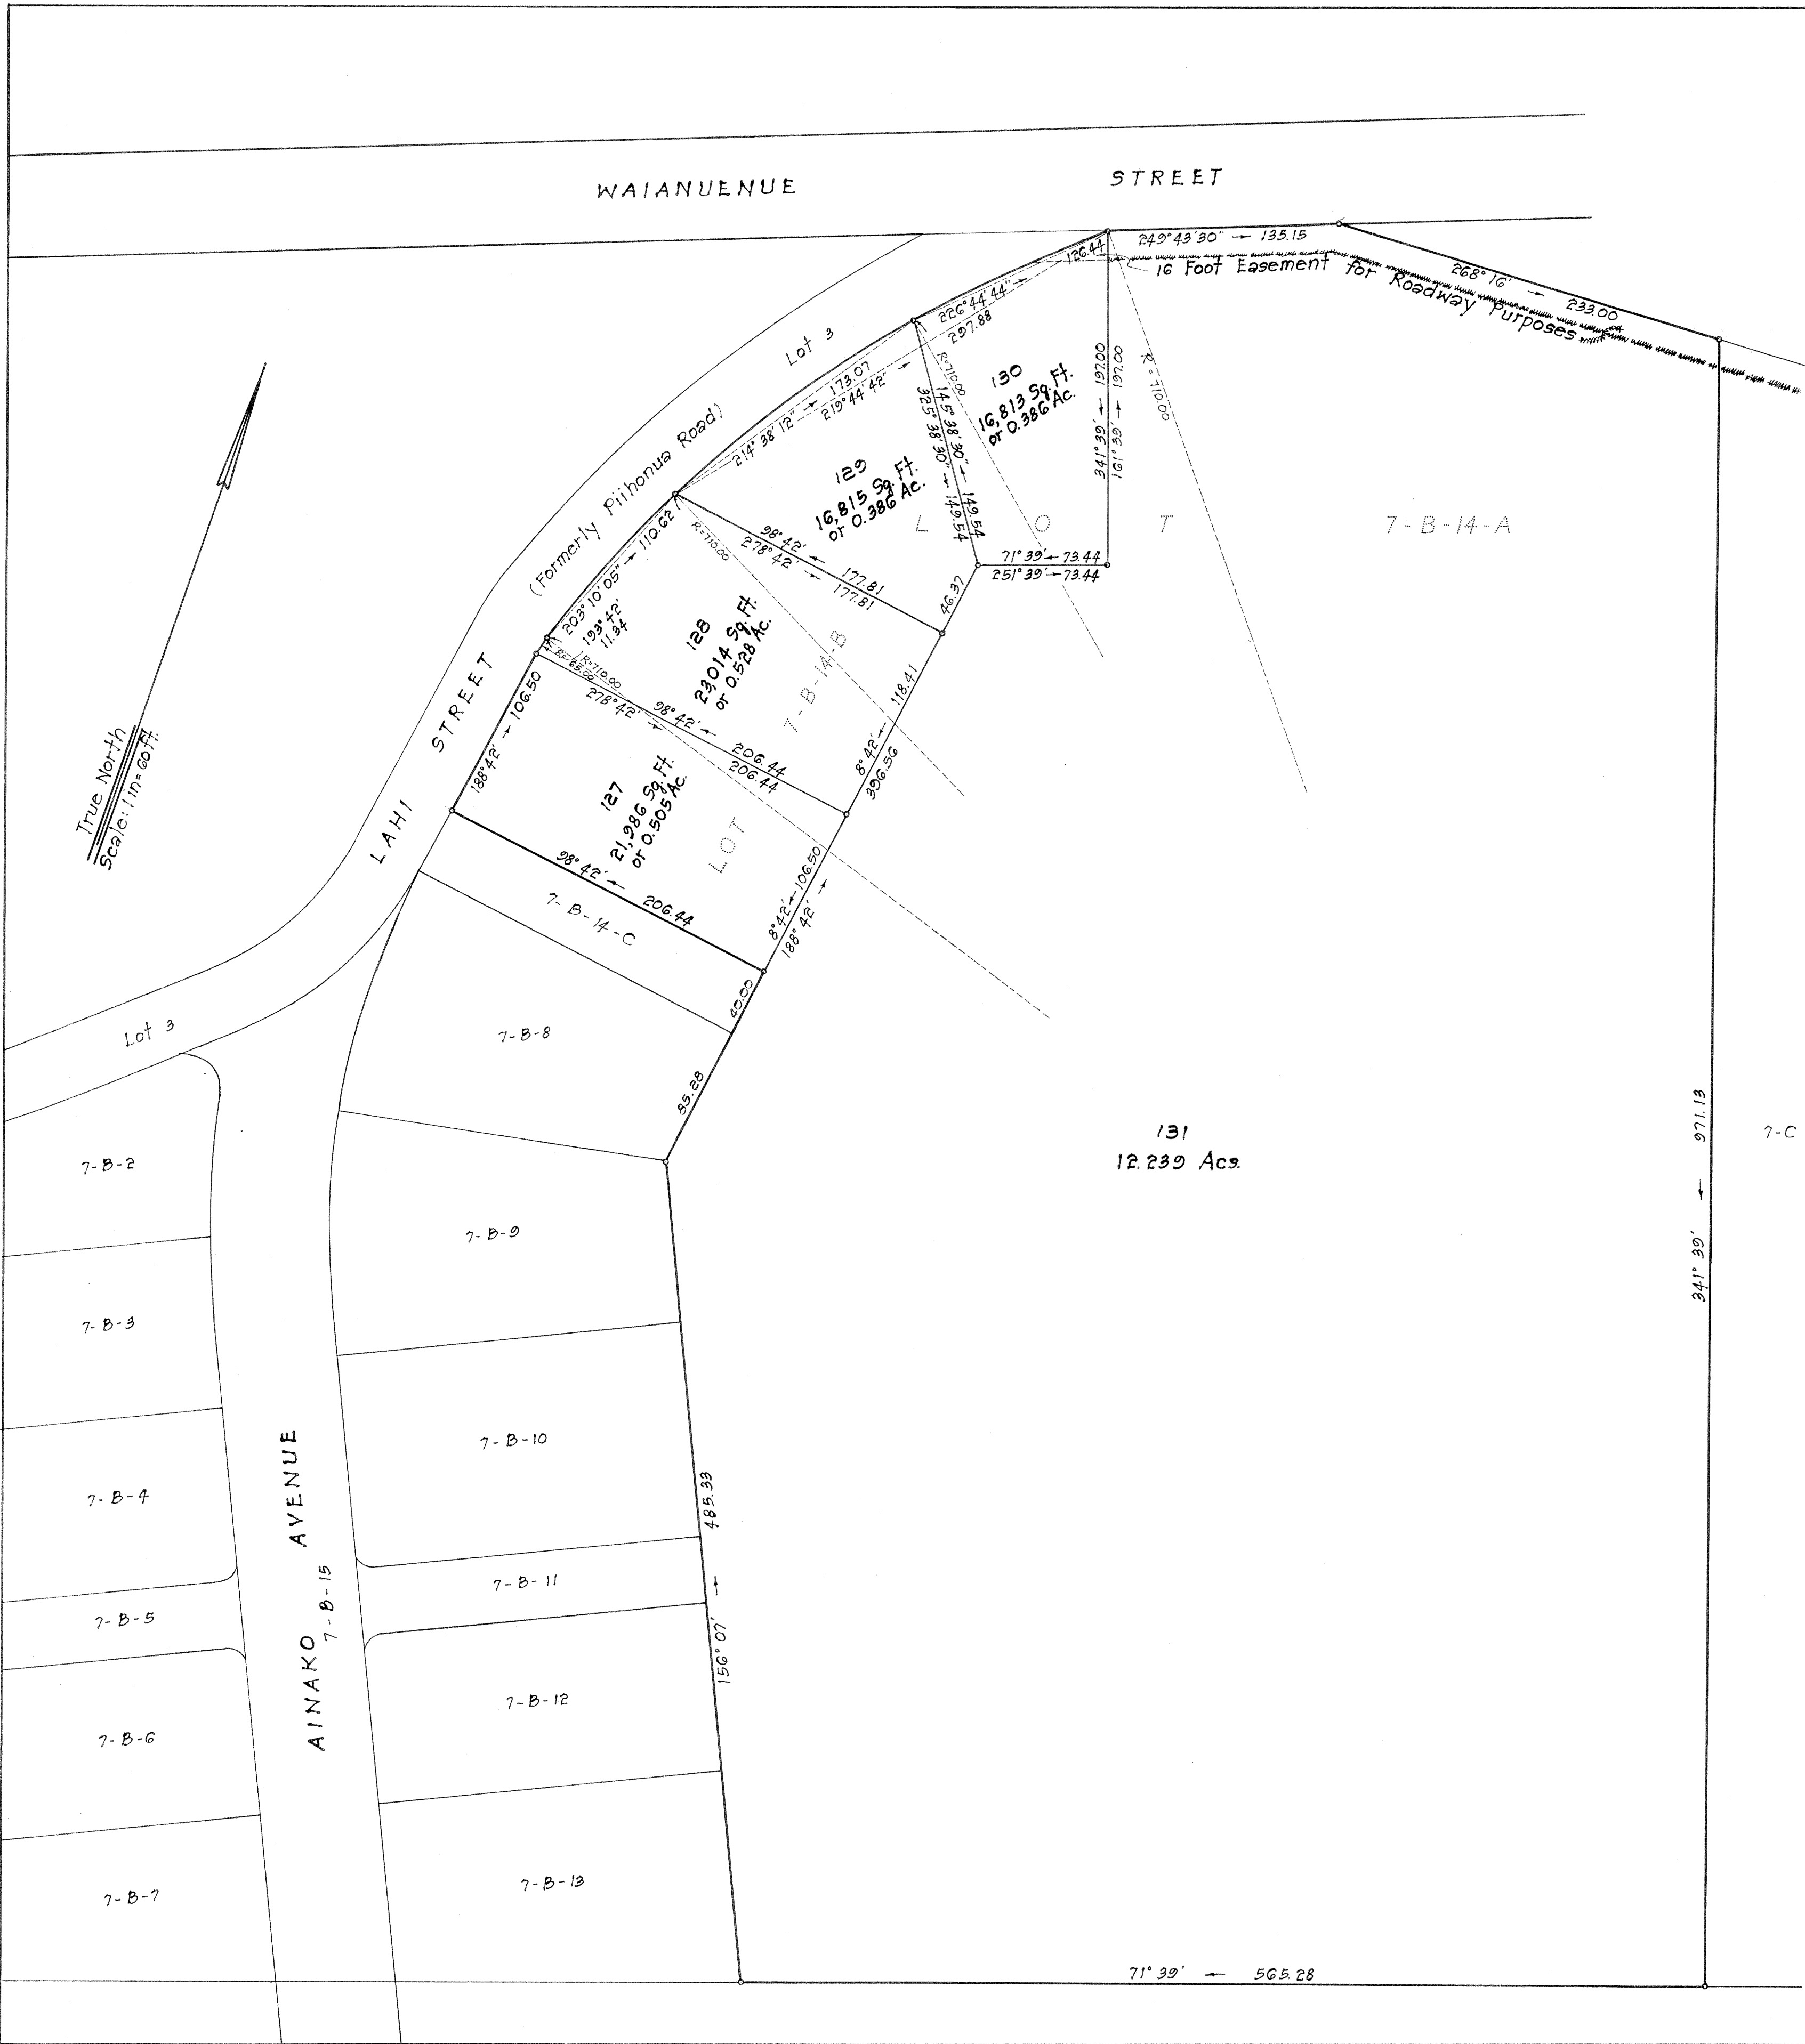 WAIANUENUE STREET
249°43'30" → 135.15
16 Foot Easement for Roadway Purposes
268°16' → 233.00
126.44
226°44'44"
297.88
Lot 3
173.07
214°38'12" →
219°44'42" →
(Formerly Piihonua Road)
R=710.00
R = 710.00
130
16,813 Sq. Ft.
or 0.386 Ac.
341°39' ← 197.00
161°39' → 197.00
145°38'30" → 149.54
325°38'30" ← 149.54
129
16,815 Sq. Ft.
or 0.386 Ac.
LOT 7-B-14-A
71°39' ← 73.44
251°39' → 73.44
98°42' ← 177.81
278°42' → 177.81
46.37
R=710.00
203°10'05" → 110.62
193°42'
11.34
R=710.00
R=65.00
128
23,014 Sq. Ft.
or 0.528 Ac.
LOT 7-B-14-B
118.41
8°42' ←
396.56
98°42' ← 206.44
278°42' → 206.44
188°42' → 106.50
LAHI STREET
True North
Scale: 1 in = 60 ft.
127
21,986 Sq. Ft.
or 0.505 Ac.
8°42' ← 106.50
188°42' →
98°42' ← 206.44
7-B-14-C
40.00
Lot 3
7-B-8
85.28
131
12.239 Acs.
971.13
341°39' ←
7-C
7-B-2
7-B-9
7-B-3
7-B-10
7-B-4
485.33
156°07' →
AINAKO AVENUE
7-B-15
7-B-11
7-B-5
7-B-12
7-B-6
7-B-13
7-B-7
71°39' ← 565.28